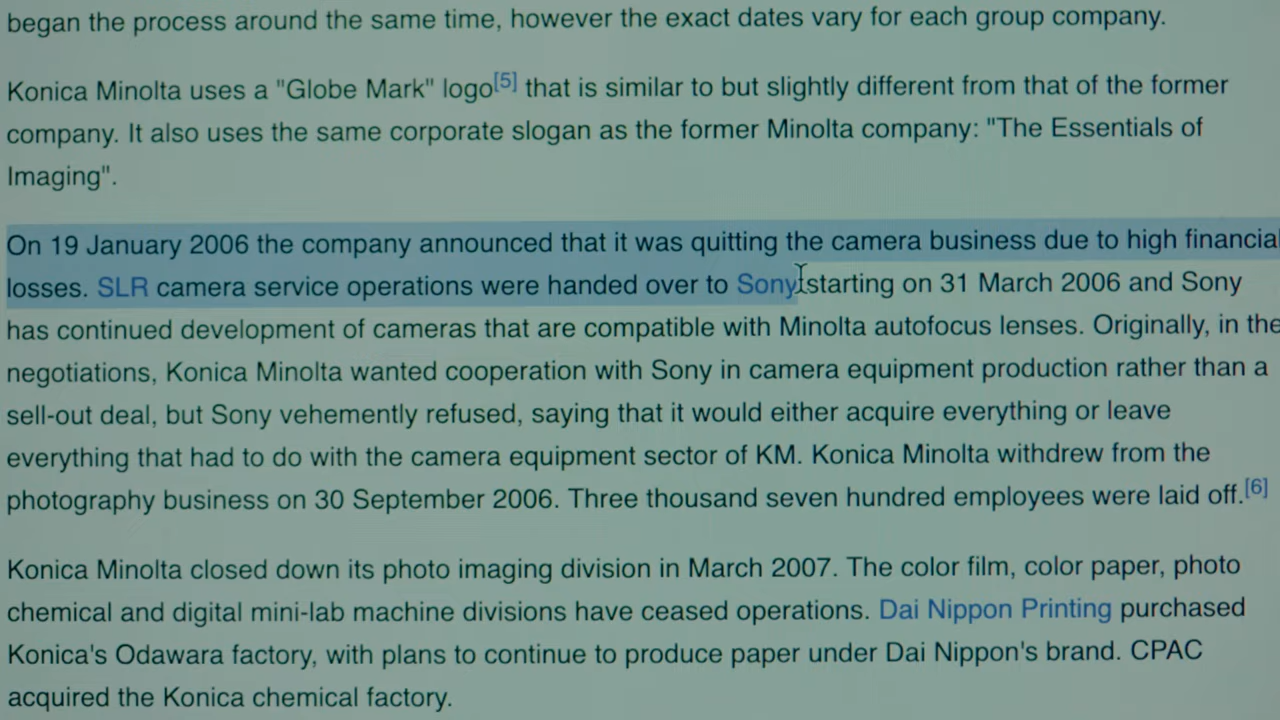 began the process around the same time, however the exact dates vary for each group company.
Konica Minolta uses a "Globe Mark" logo[5] that is similar to but slightly different from that of the former
company. It also uses the same corporate slogan as the former Minolta company: "The Essentials of
Imaging".
On 19 January 2006 the company announced that it was quitting the camera business due to high financial
losses. SLR camera service operations were handed over to Sony starting on 31 March 2006 and Sony
has continued development of cameras that are compatible with Minolta autofocus lenses. Originally, in the
negotiations, Konica Minolta wanted cooperation with Sony in camera equipment production rather than a
sell-out deal, but Sony vehemently refused, saying that it would either acquire everything or leave
everything that had to do with the camera equipment sector of KM. Konica Minolta withdrew from the
photography business on 30 September 2006. Three thousand seven hundred employees were laid off.[6]
Konica Minolta closed down its photo imaging division in March 2007. The color film, color paper, photo
chemical and digital mini-lab machine divisions have ceased operations. Dai Nippon Printing purchased
Konica's Odawara factory, with plans to continue to produce paper under Dai Nippon's brand. CPAC
acquired the Konica chemical factory.